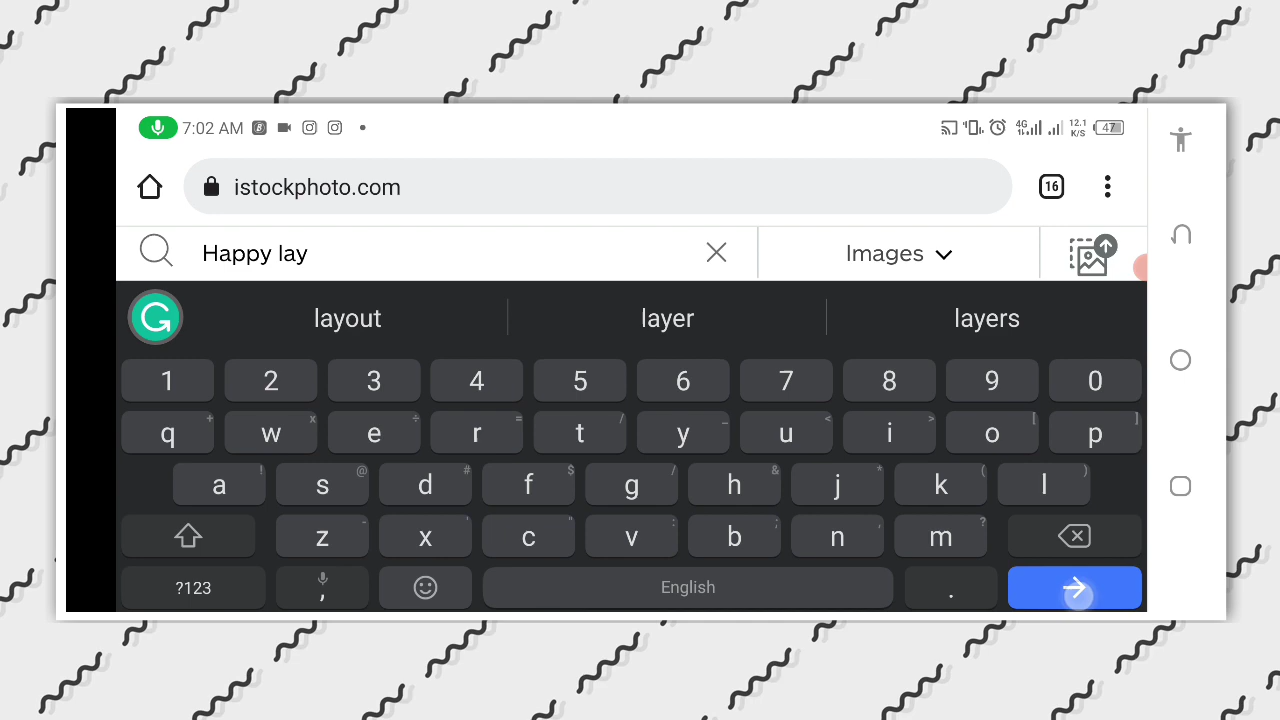 7:02 AM 4G 12.1 K/S 47
istockphoto.com 16
Happy lay Images
layout layer layers
1 2 3 4 5 6 7 8 9 0
q + w x e ÷ r = t / y _ u < i > o [ p ]
a ! s @ d # f $ g / h & j * k ( l )
z - x ' c " v : b ; n , m ?
?123 , English .